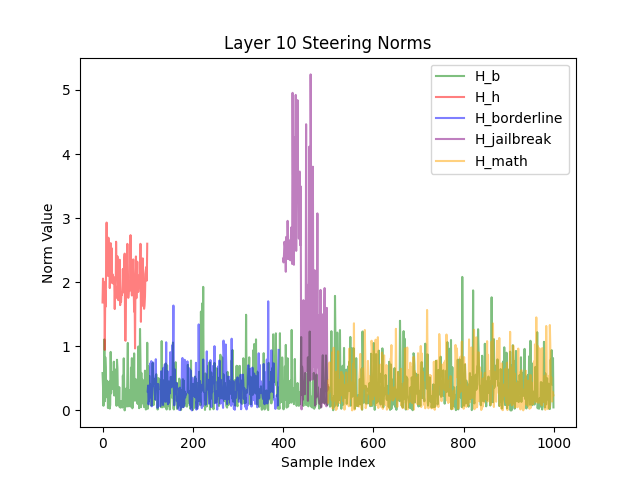 Layer 10 Steering Norms
H_b
H_h
H_borderline
H_jailbreak
H_math
Norm Value
5
4
3
2
1
0
0 200 400 600 800 1000
Sample Index